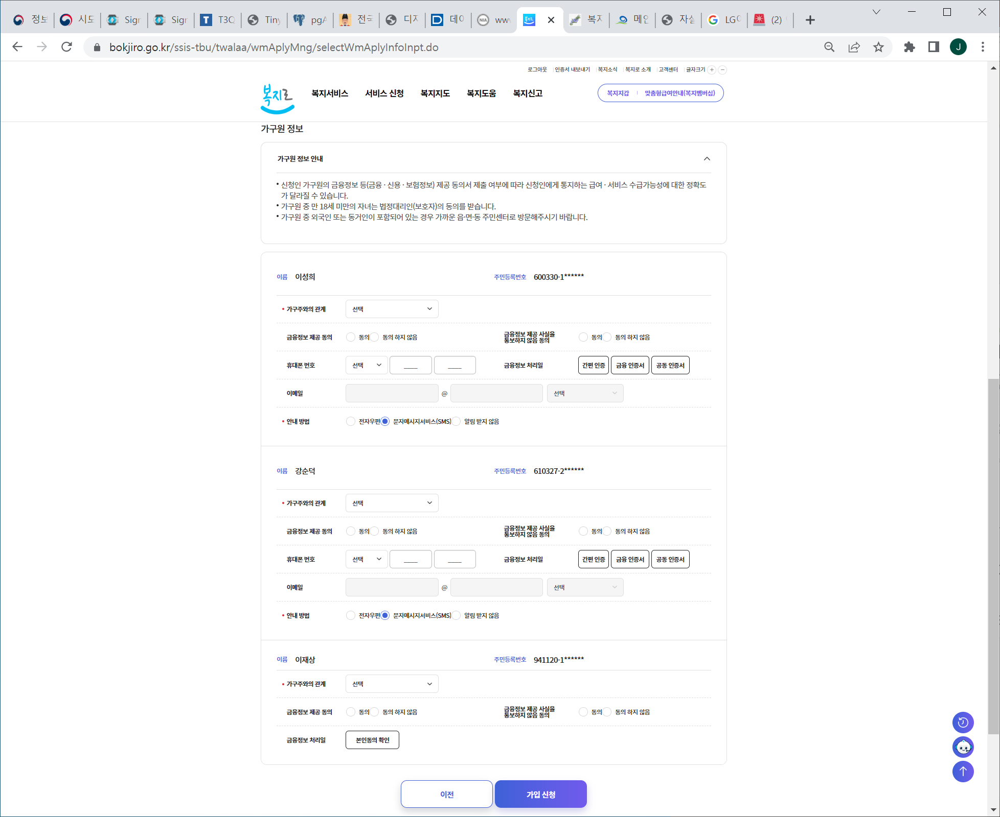 정보
시도
Sigr
Sigr
T3Q
Tiny
pgA
전국
디지
데이
NIA
www
복지
메인
자살
LG
(2)
bokjiro.go.kr/ssis-tbu/twalaa/wmAplyMng/selectWmAplyInfoInpt.do
J
로그아웃 인증서 내보내기 복지소식 복지로 소개 고객센터 글자크기 + −
복지로 복지서비스 서비스 신청 복지지도 복지도움 복지신고 복지지갑 맞춤형급여안내(복지멤버십)
가구원 정보
가구원 정보 안내
• 신청인 가구원의 금융정보 등(금융 · 신용 · 보험정보) 제공 동의서 제출 여부에 따라 신청인에게 통지하는 급여 · 서비스 수급가능성에 대한 정확도
가 달라질 수 있습니다.
• 가구원 중 만 18세 미만의 자녀는 법정대리인(보호자)의 동의를 받습니다.
• 가구원 중 외국인 또는 동거인이 포함되어 있는 경우 가까운 읍·면·동 주민센터로 방문해주시기 바랍니다.
이름 이성희 주민등록번호 600330-1******
• 가구주와의 관계 선택
금융정보 제공 동의 동의 동의 하지 않음 금융정보 제공 사실을
통보하지 않음 동의 동의 동의 하지 않음
휴대폰 번호 선택 ____ ____ 금융정보 처리일 간편 인증 금융 인증서 공동 인증서
이메일 @ 선택
• 안내 방법 전자우편 문자메시지서비스(SMS) 알림 받지 않음
이름 강순덕 주민등록번호 610327-2******
• 가구주와의 관계 선택
금융정보 제공 동의 동의 동의 하지 않음 금융정보 제공 사실을
통보하지 않음 동의 동의 동의 하지 않음
휴대폰 번호 선택 ____ ____ 금융정보 처리일 간편 인증 금융 인증서 공동 인증서
이메일 @ 선택
• 안내 방법 전자우편 문자메시지서비스(SMS) 알림 받지 않음
이름 이재상 주민등록번호 941120-1******
• 가구주와의 관계 선택
금융정보 제공 동의 동의 동의 하지 않음 금융정보 제공 사실을
통보하지 않음 동의 동의 동의 하지 않음
금융정보 처리일 본인동의 확인
이전 가입 신청